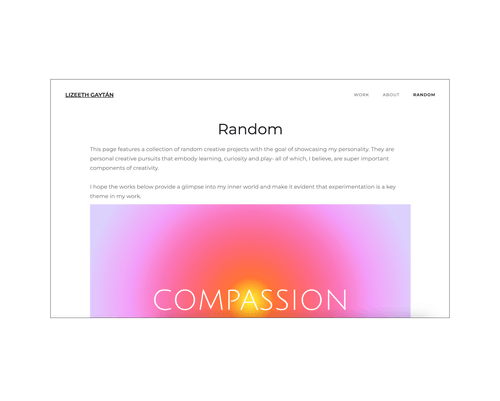 LIZEETH GAYTÁN
WORK ABOUT RANDOM
Random
This page features a collection of random creative projects with the goal of showcasing my personality. They are
personal creative pursuits that embody learning, curiosity and play- all of which, I believe, are super important
components of creativity.
I hope the works below provide a glimpse into my inner world and make it evident that experimentation is a key
theme in my work.
COMPASSION